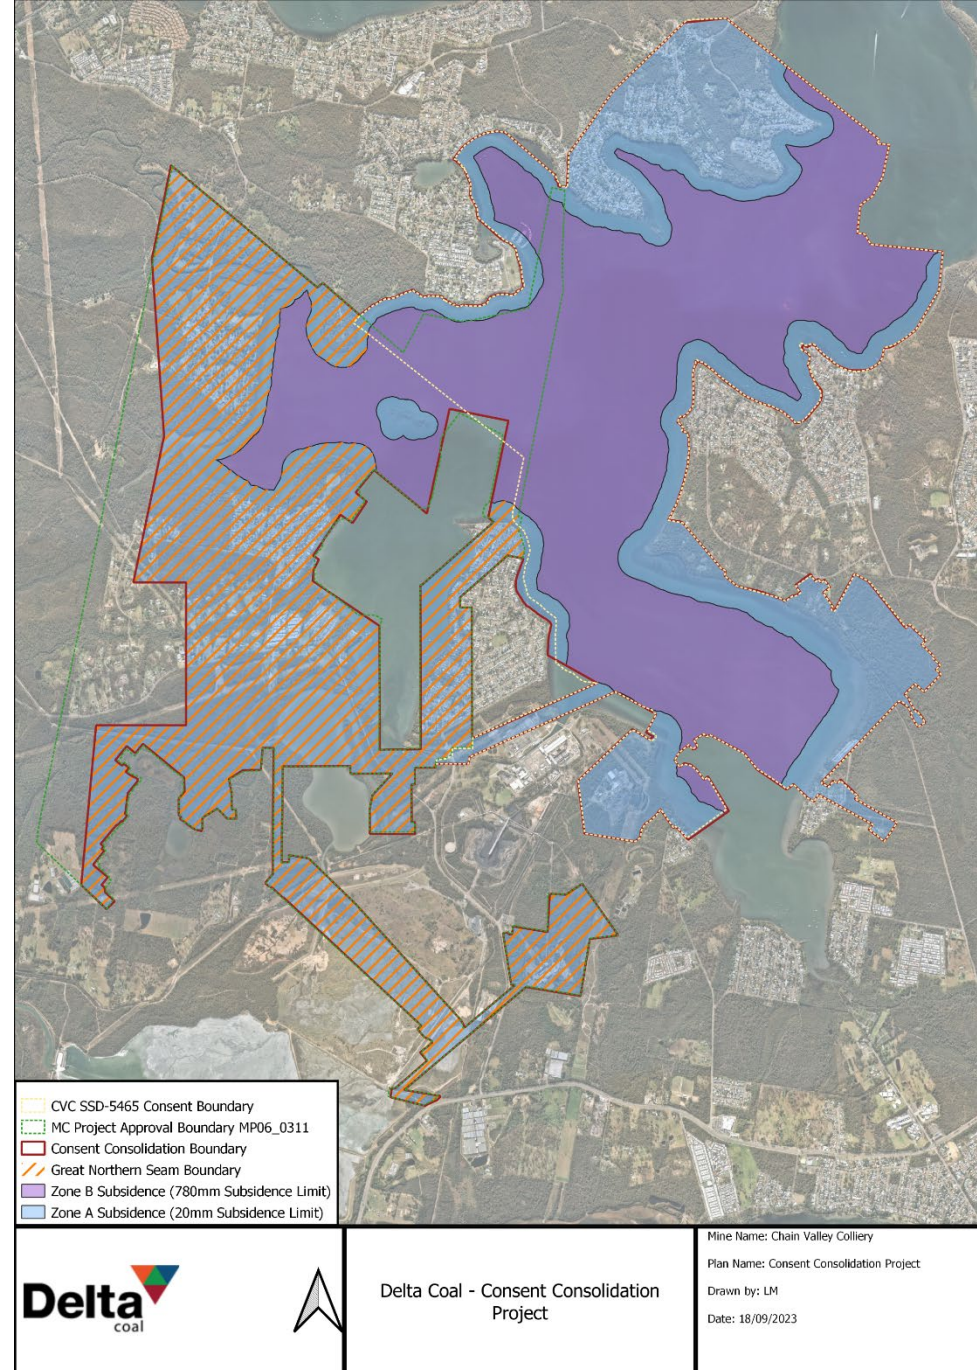 CVC SSD-5465 Consent Boundary
MC Project Approval Boundary MP06_0311
Consent Consolidation Boundary
Great Northern Seam Boundary
Zone B Subsidence (780mm Subsidence Limit)
Zone A Subsidence (20mm Subsidence Limit)
Delta
coal
Delta Coal - Consent Consolidation
Project
Mine Name: Chain Valley Colliery
Plan Name: Consent Consolidation Project
Drawn by: LM
Date: 18/09/2023